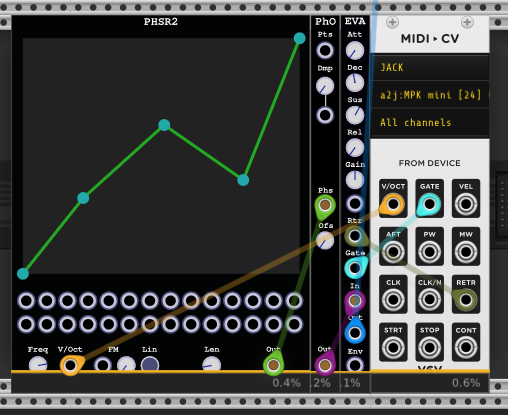 PHSR2
Freq
V/Oct
FM
Lin
Len
Out
0.4%
PhO
Pts
Dmp
Phs
Ofs
Out
.2%
EVA
Att
Dec
Sus
Rel
Gain
Rtr
Gate
In
Out
Env
.1%
MIDI ▸ CV
JACK
a2j:MPK mini [24]
All channels
FROM DEVICE
V/OCT GATE VEL
AFT PW MW
CLK CLK/N RETR
STRT STOP CONT
0.6%